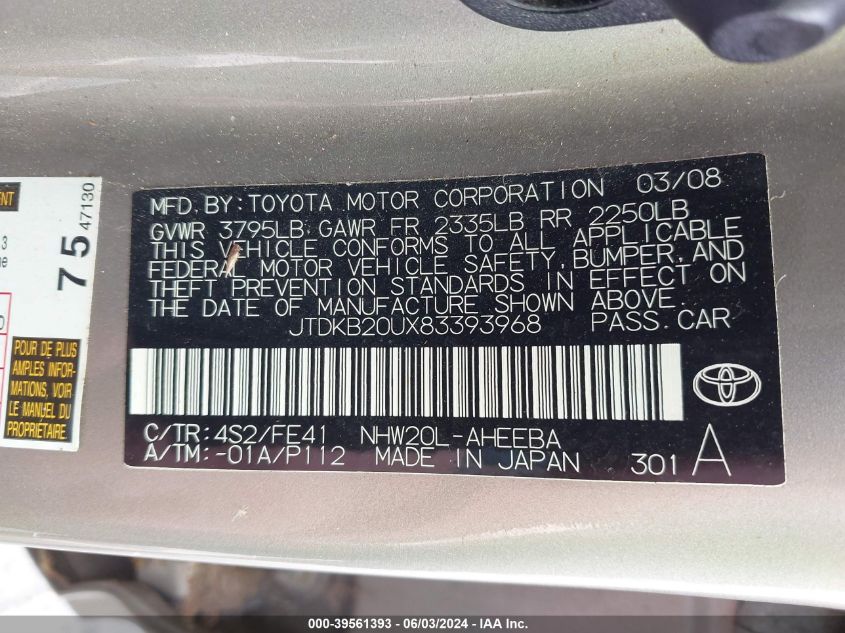 MFD. BY: TOYOTA MOTOR CORPORATION 03/08
GVWR 3795LB GAWR FR 2335LB RR 2250LB
THIS VEHICLE CONFORMS TO ALL APPLICABLE
FEDERAL MOTOR VEHICLE SAFETY, BUMPER, AND
THEFT PREVENTION STANDARDS IN EFFECT ON
THE DATE OF MANUFACTURE SHOWN ABOVE.
JTDKB20UX83393968 PASS. CAR
C/TR: 4S2/FE41 NHW20L-AHEEBA
A/TM: -01A/P112 MADE IN JAPAN 301 A
75 47130
POUR DE PLUS
AMPLES INFOR-
MATIONS, VOIR
LE MANUEL DU
000-39561393 - 06/03/2024 - IAA Inc.